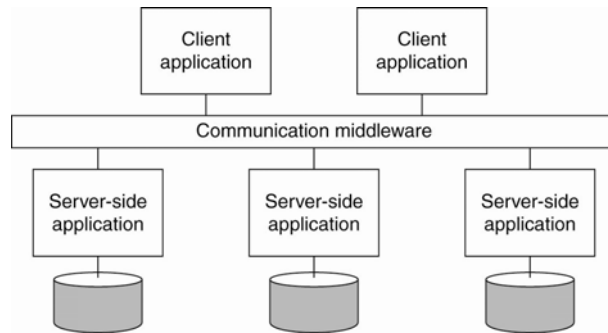 Client
application
Client
application
Communication middleware
Server-side
application
Server-side
application
Server-side
application